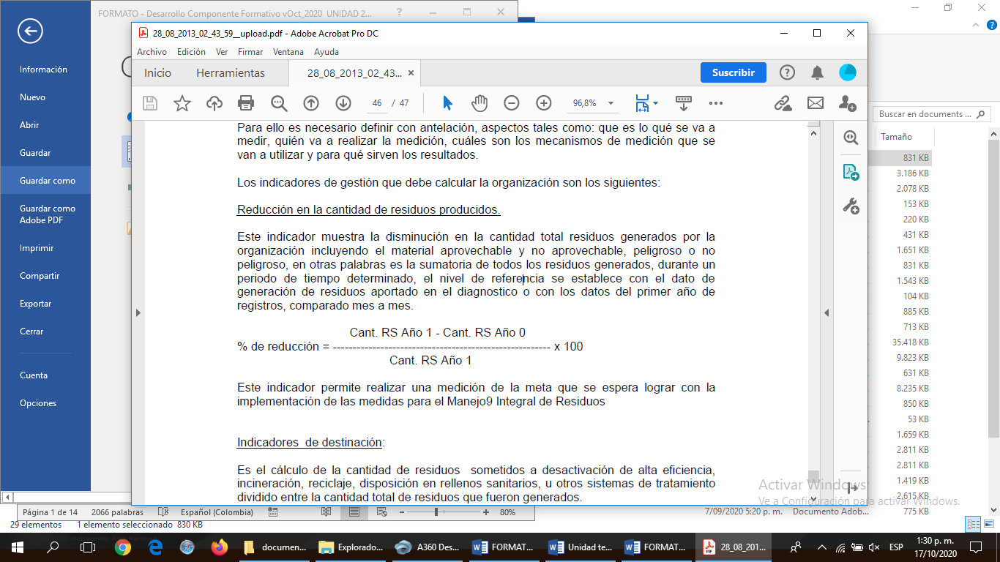 FORMATO - Desarrollo Componente Formativo vOct_2020 UNIDAD 2...
28_08_2013_02_43_59__upload.pdf - Adobe Acrobat Pro DC
Archivo Edición Ver Firmar Ventana Ayuda
Inicio Herramientas 28_08_2013_02_43... Suscribir
46 / 47 96,8%
Información
Nuevo
Abrir
Guardar
Guardar como
Guardar como
Adobe PDF
Imprimir
Compartir
Exportar
Cerrar
Cuenta
Opciones
Para ello es necesario definir con antelación, aspectos tales como: que es lo qué se va a
medir, quién va a realizar la medición, cuáles son los mecanismos de medición que se
van a utilizar y para qué sirven los resultados.
Los indicadores de gestión que debe calcular la organización son los siguientes:
Reducción en la cantidad de residuos producidos.
Este indicador muestra la disminución en la cantidad total residuos generados por la
organización incluyendo el material aprovechable y no aprovechable, peligroso o no
peligroso, en otras palabras es la sumatoria de todos los residuos generados, durante un
periodo de tiempo determinado, el nivel de referencia se establece con el dato de
generación de residuos aportado en el diagnostico o con los datos del primer año de
registros, comparado mes a mes.
Cant. RS Año 1 - Cant. RS Año 0
% de reducción = ------------------------------------------------------- x 100
Cant. RS Año 1
Este indicador permite realizar una medición de la meta que se espera lograr con la
implementación de las medidas para el Manejo9 Integral de Residuos
Indicadores de destinación:
Es el cálculo de la cantidad de residuos sometidos a desactivación de alta eficiencia,
incineración, reciclaje, disposición en rellenos sanitarios, u otros sistemas de tratamiento
dividido entre la cantidad total de residuos que fueron generados.
Buscar en documents ...
Tamaño
831 KB
3.186 KB
2.078 KB
153 KB
220 KB
431 KB
1.651 KB
831 KB
1.543 KB
104 KB
885 KB
713 KB
35.418 KB
9.823 KB
631 KB
8.235 KB
850 KB
53 KB
1.659 KB
2.811 KB
2.811 KB
1.419 KB
2.615 KB
775 KB
Activar Windows
Ve a Configuración para activar Windows.
Página 1 de 14 2066 palabras Español (Colombia) 80%
7/09/2020 5:20 p. m. Documento Adob...
29 elementos 1 elemento seleccionado 830 KB
documen... Explorado... A360 Des... FORMAT... Unidad te... FORMAT... 28_08_201... ESP 1:30 p. m.
17/10/2020